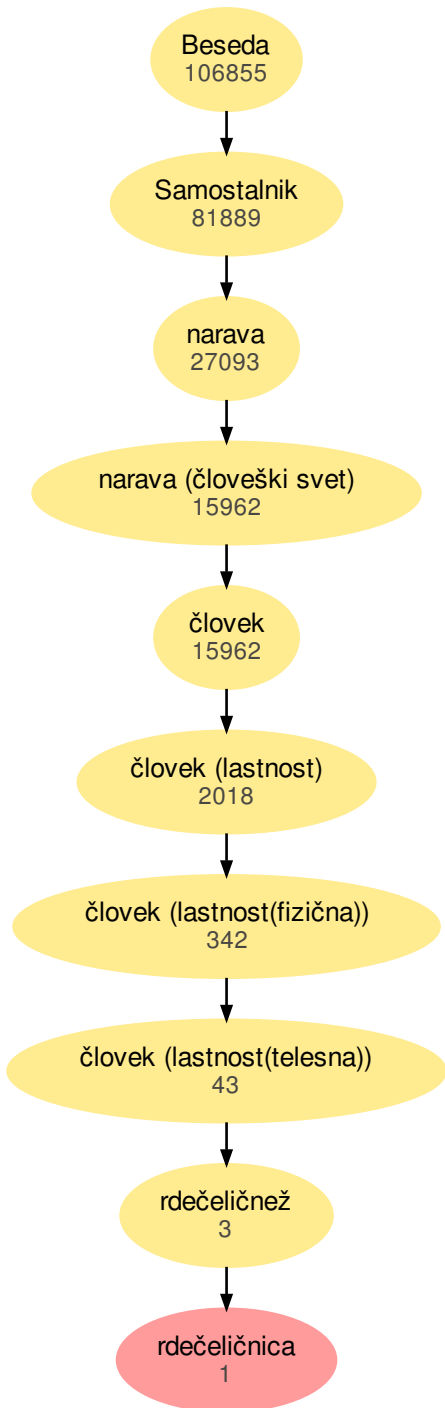 Beseda
106855
Samostalnik
81889
narava
27093
narava (človeški svet)
15962
človek
15962
človek (lastnost)
2018
človek (lastnost(fizična))
342
človek (lastnost(telesna))
43
rdečeličnež
3
rdečeličnica
1